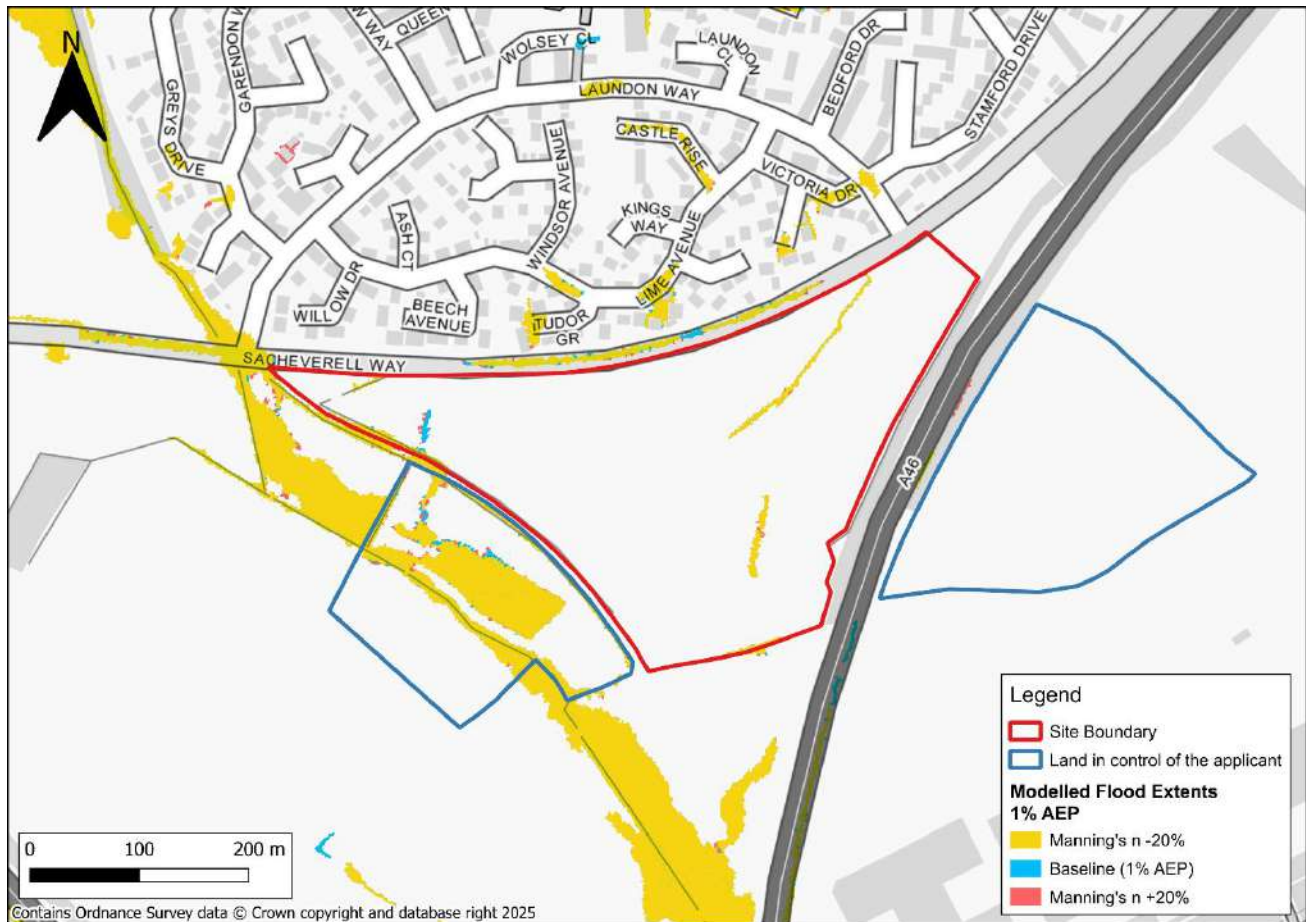 N
GREYS DRIVE
GARENDON W
W WAY
QUEEN
WOLSEY CL
LAUNDON
CL
LAUNDON WAY
BEDFORD DR
STAMFORD DRIVE
CASTLE RISE
VICTORIA DR
KINGS
WAY
LIME AVENUE
WINDSOR AVENUE
ASH CT
WILLOW DR
BEECH
AVENUE
TUDOR
GR
SACHEVERELL WAY
A46
Legend
Site Boundary
Land in control of the applicant
Modelled Flood Extents
1% AEP
Manning's n -20%
Baseline (1% AEP)
Manning's n +20%
0 100 200 m
Contains Ordnance Survey data © Crown copyright and database right 2025